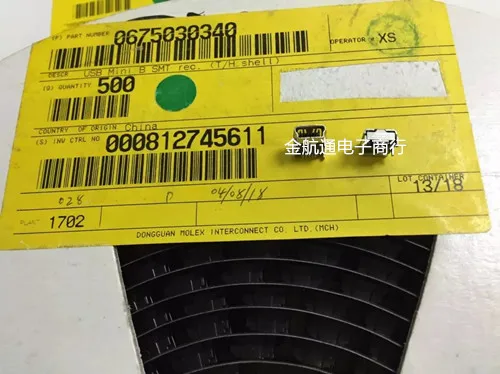 (P) PART NUMBER 0675030340 OPERATOR # XS
DESC# USB Mini B SMT rec. (T/H shell)
(Q) QUANTITY 500
COUNTRY OF ORIGIN China
(S) INV CTRL NO 000812745611
金航通电子商行
LOT CONTAINER
028 D 04/08/18 13/18
PLANT 1702
DONGGUAN MOLEX INTERCONNECT CO. LTD.(MCH)